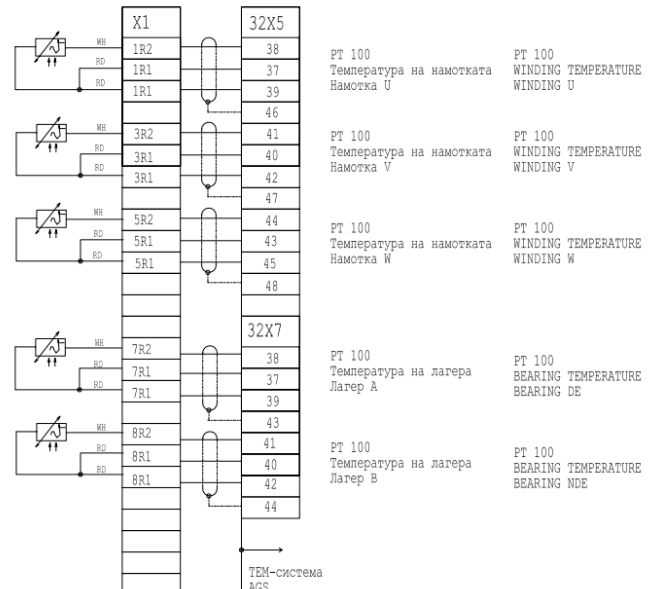 X1 32X5
WH 1R2 38
RD 1R1 37
RD 1R1 39
46
PT 100 PT 100
Температура на намотката WINDING TEMPERATURE
Намотка U WINDING U
WH 3R2 41
RD 3R1 40
RD 3R1 42
47
PT 100 PT 100
Температура на намотката WINDING TEMPERATURE
Намотка V WINDING V
WH 5R2 44
RD 5R1 43
RD 5R1 45
48
PT 100 PT 100
Температура на намотката WINDING TEMPERATURE
Намотка W WINDING W
32X7
WH 7R2 38
RD 7R1 37
RD 7R1 39
43
PT 100 PT 100
Температура на лагера BEARING TEMPERATURE
Лагер A BEARING DE
WH 8R2 41
RD 8R1 40
RD 8R1 42
44
PT 100 PT 100
Температура на лагера BEARING TEMPERATURE
Лагер B BEARING NDE
ТЕМ-система
AGS